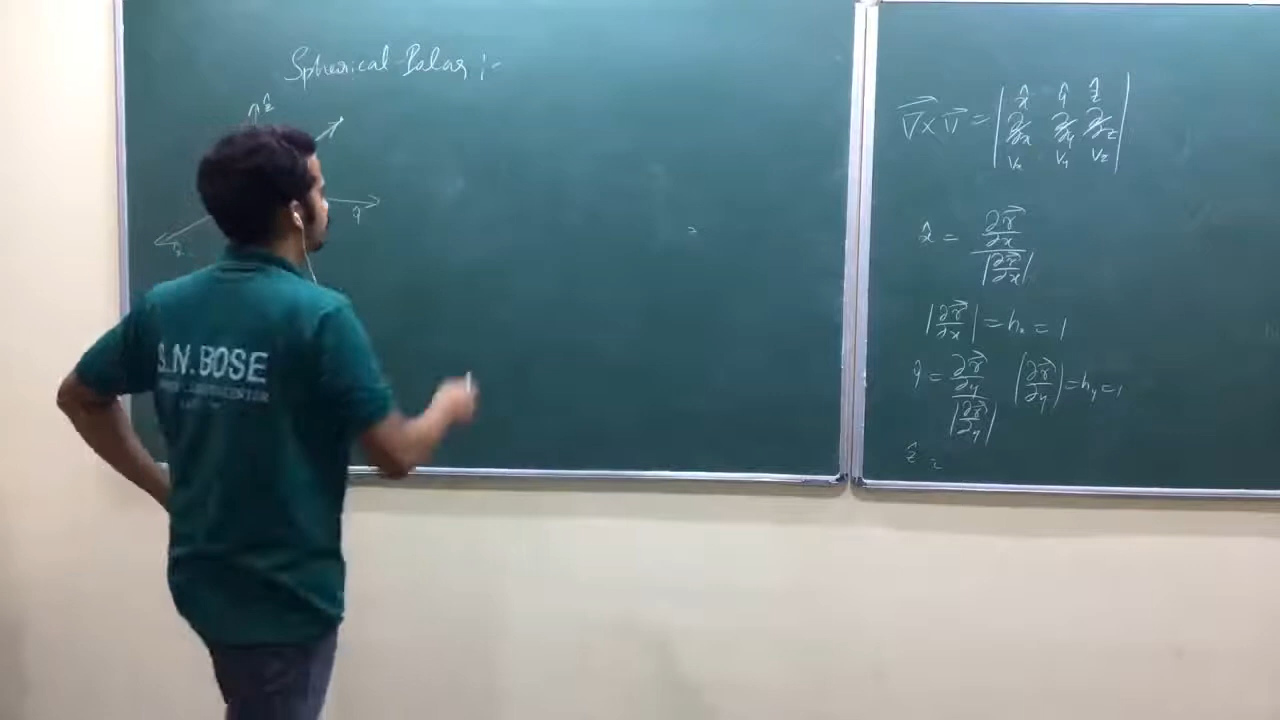 Spherical Polar :-
ẑ
ŷ
x̂
=
S.N. BOSE
∇⃗ × V⃗ = | x̂ ŷ ẑ |
| ∂/∂x ∂/∂y ∂/∂z |
| Vx Vy Vz |
x̂ = (∂r⃗/∂x) / |∂r⃗/∂x|
|∂r⃗/∂x| = hx = 1
ŷ = (∂r⃗/∂y) / |∂r⃗/∂y| |∂r⃗/∂y| = hy = 1
ẑ =